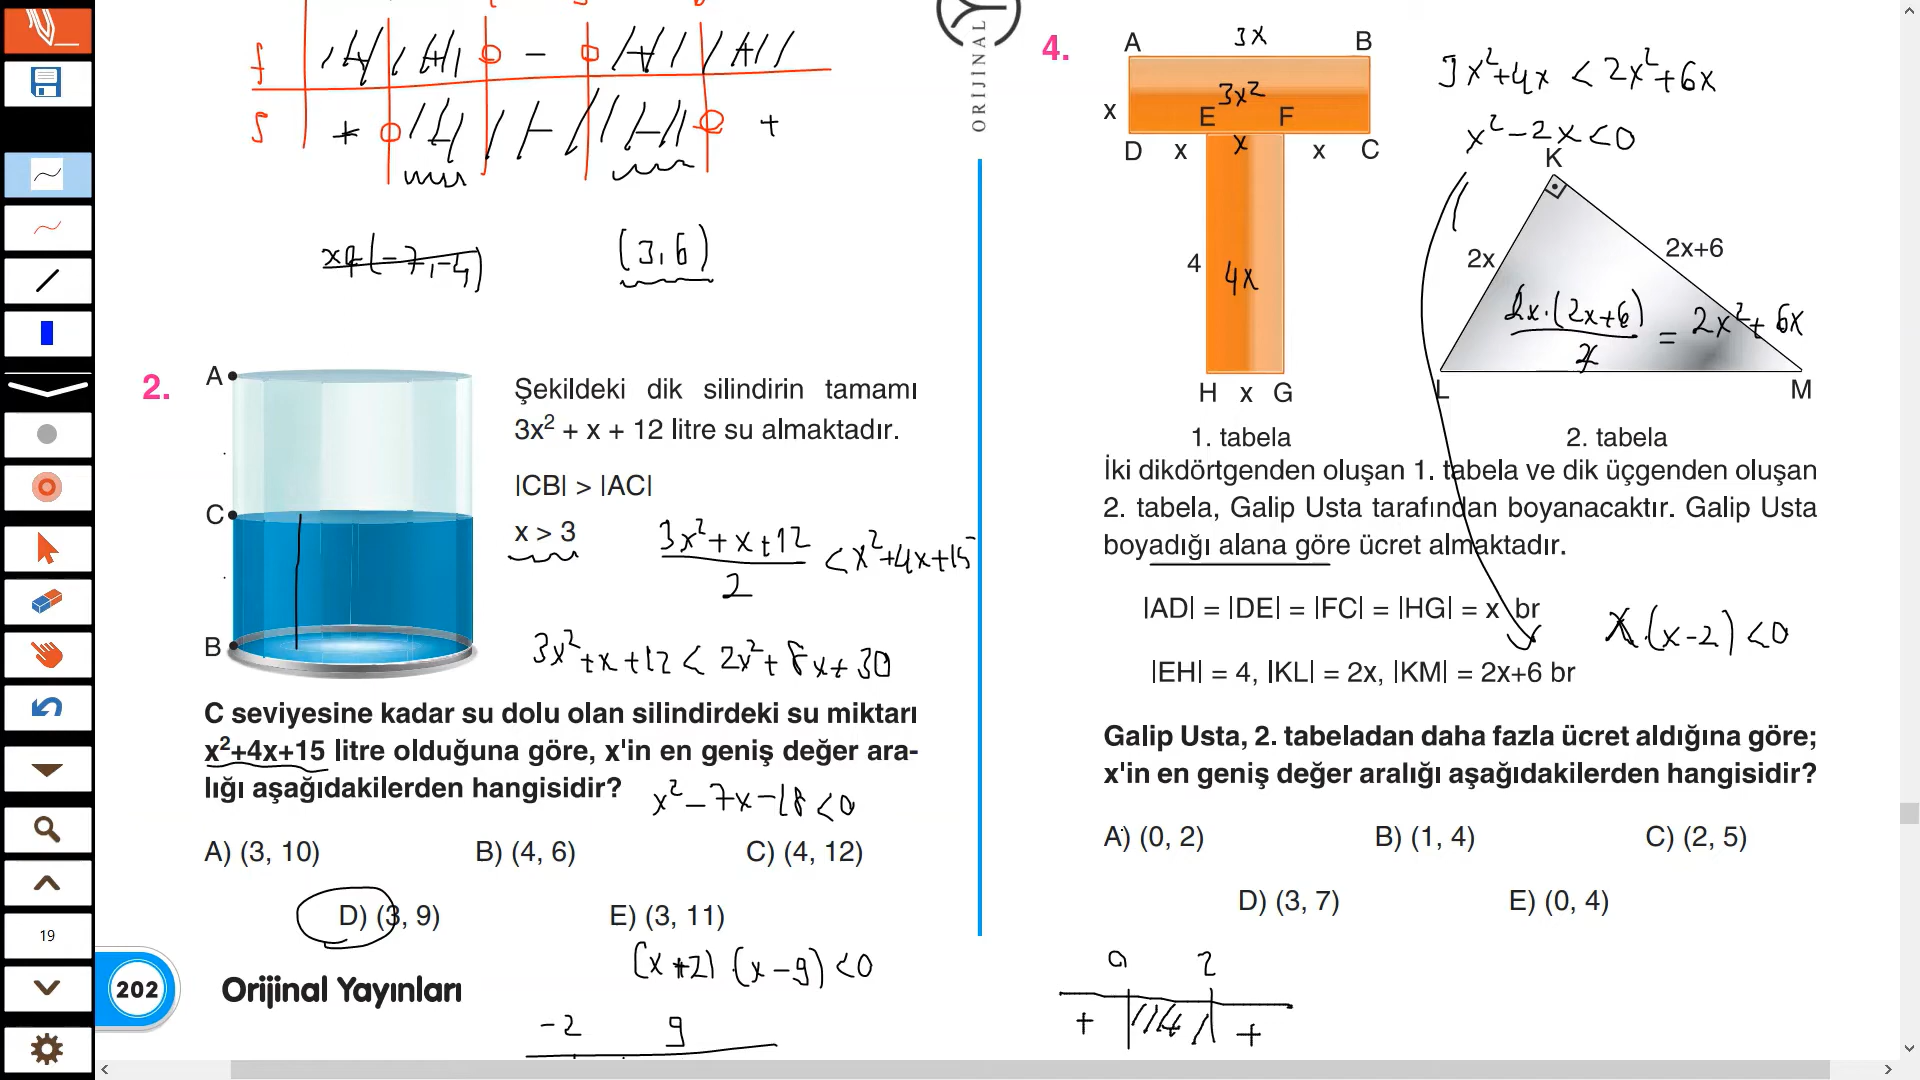 f
s
+ +
(-7,-4)
(3,6)
2.
A
C
B
Şekildeki dik silindirin tamamı
3x² + x + 12 litre su almaktadır.
|CB| > |AC|
x > 3
3x²+x+12 / 2 < x²+4x+15
3x²+x+12 < 2x²+8x+30
C seviyesine kadar su dolu olan silindirdeki su miktarı
x²+4x+15 litre olduğuna göre, x'in en geniş değer ara-
lığı aşağıdakilerden hangisidir?
x²-7x-18<0
A) (3, 10) B) (4, 6) C) (4, 12)
D) (3, 9) E) (3, 11)
(x+2) (x-9) <0
-2 9
202 Orijinal Yayınları
19
ORIJINAL
4.
A 3x B
x 3x² E F
D x x x C
4 4x
H x G
1. tabela
3x²+4x < 2x²+6x
x²-2x<0
K
2x 2x+6
2x.(2x+6) / 2 = 2x²+6x
L M
2. tabela
İki dikdörtgenden oluşan 1. tabela ve dik üçgenden oluşan
2. tabela, Galip Usta tarafından boyanacaktır. Galip Usta
boyadığı alana göre ücret almaktadır.
|AD| = |DE| = |FC| = |HG| = x br
x.(x-2)<0
|EH| = 4, |KL| = 2x, |KM| = 2x+6 br
Galip Usta, 2. tabeladan daha fazla ücret aldığına göre;
x'in en geniş değer aralığı aşağıdakilerden hangisidir?
A) (0, 2) B) (1, 4) C) (2, 5)
D) (3, 7) E) (0, 4)
0 2
+ +